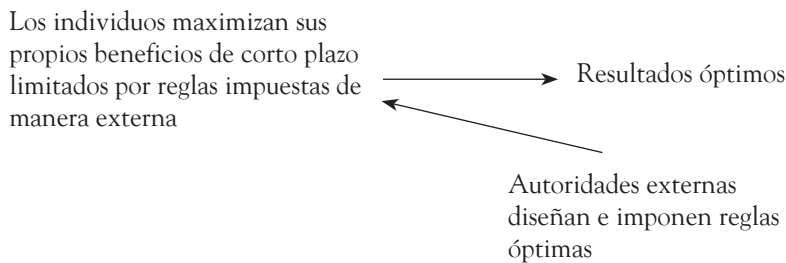 Los individuos maximizan sus
propios beneficios de corto plazo
limitados por reglas impuestas de
manera externa
Resultados óptimos
Autoridades externas
diseñan e imponen reglas
óptimas